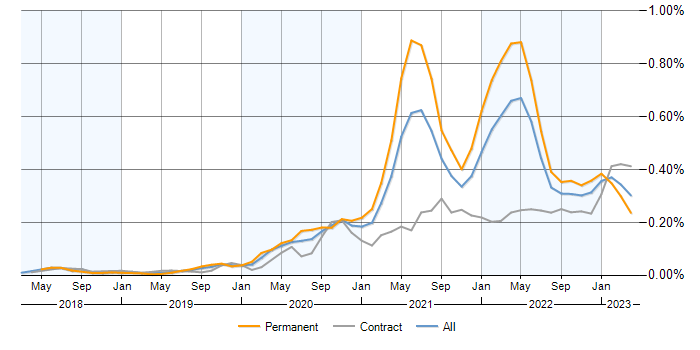 1.00%
0.80%
0.60%
0.40%
0.20%
0.00%
May Sep Jan May Sep Jan May Sep Jan May Sep Jan May Sep Jan
2018 2019 2020 2021 2022 2023
Permanent Contract All